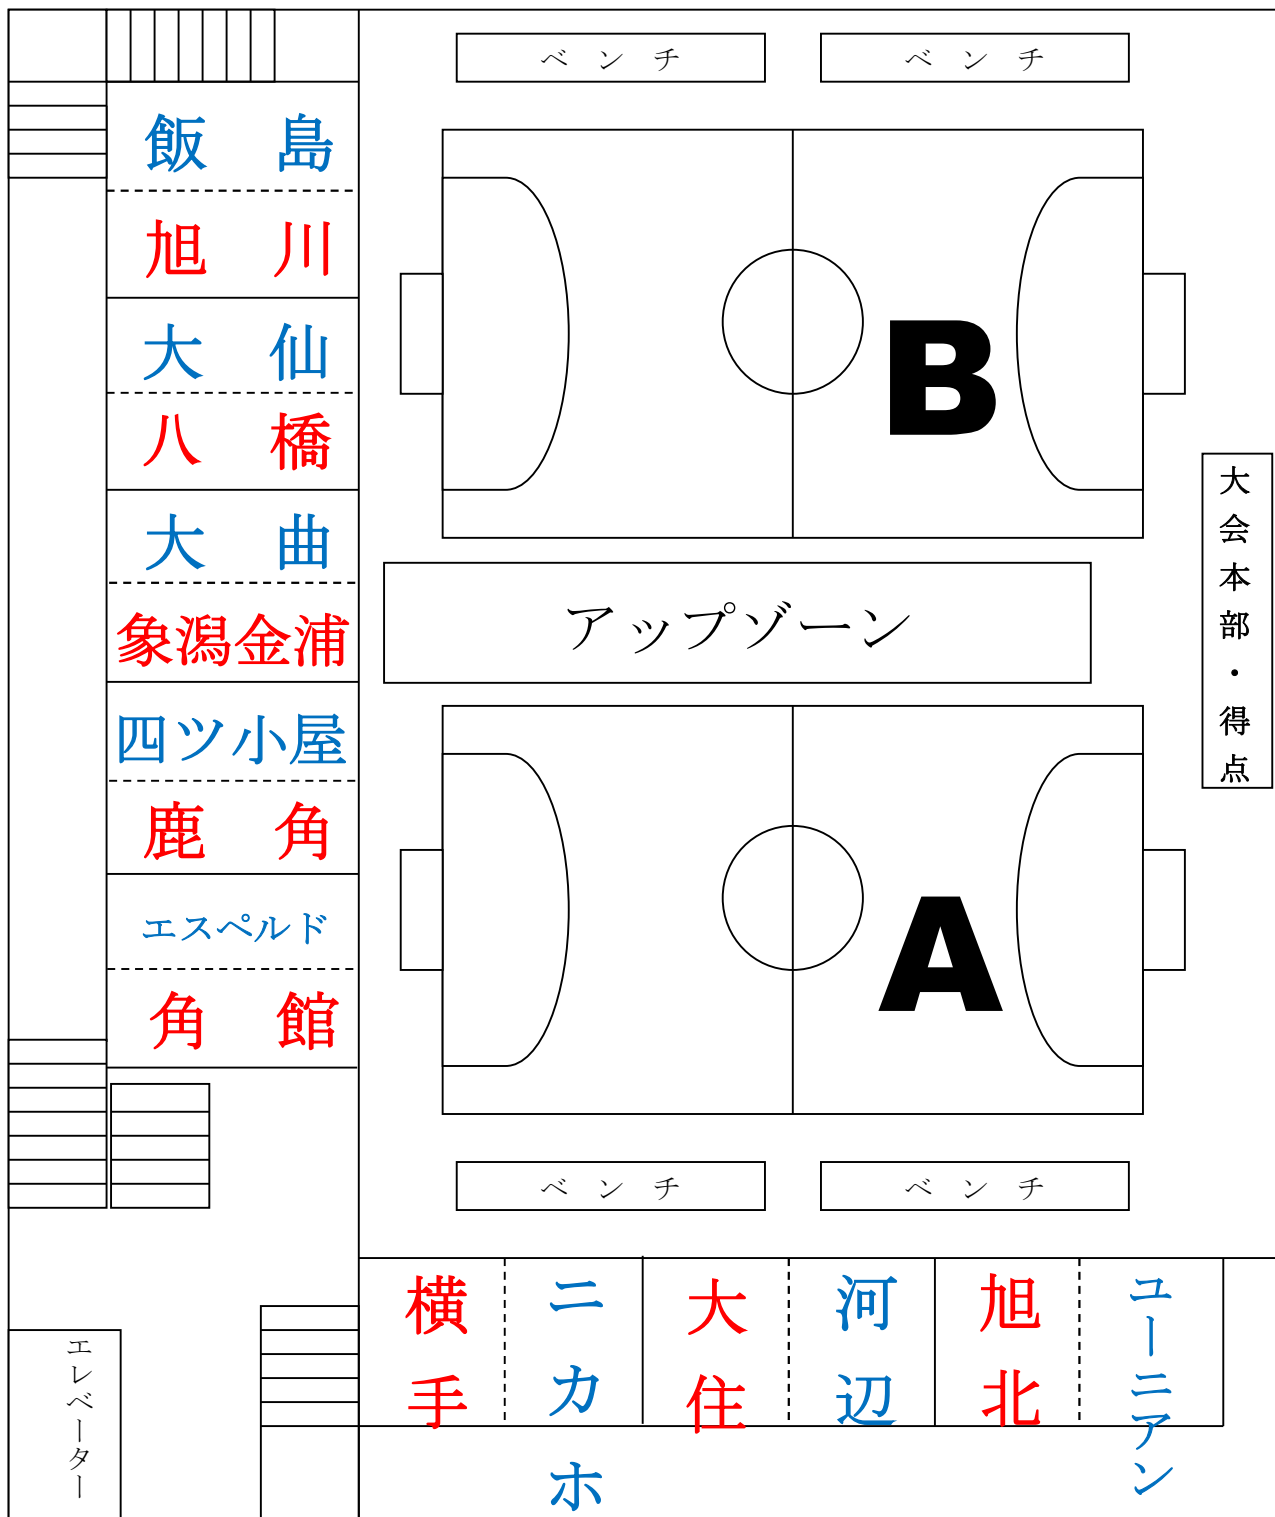 ベンチ
ベンチ
飯島
旭川
大仙
八橋
大曲
象潟金浦
四ツ小屋
鹿角
エスペルド
角館
B
アップゾーン
A
大会本部・得点
ベンチ
ベンチ
横手
ニカホ
大住
河辺
旭北
ユーニアン
エレベーター